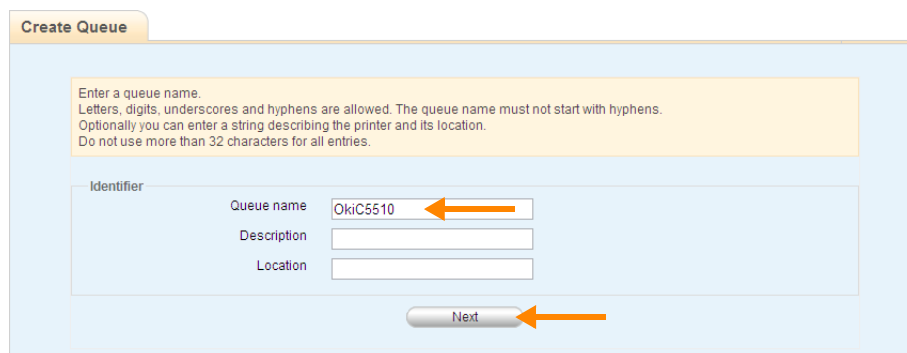 Create Queue
Enter a queue name.
Letters, digits, underscores and hyphens are allowed. The queue name must not start with hyphens.
Optionally you can enter a string describing the printer and its location.
Do not use more than 32 characters for all entries.
Identifier
Queue name OkiC5510
Description
Location
Next